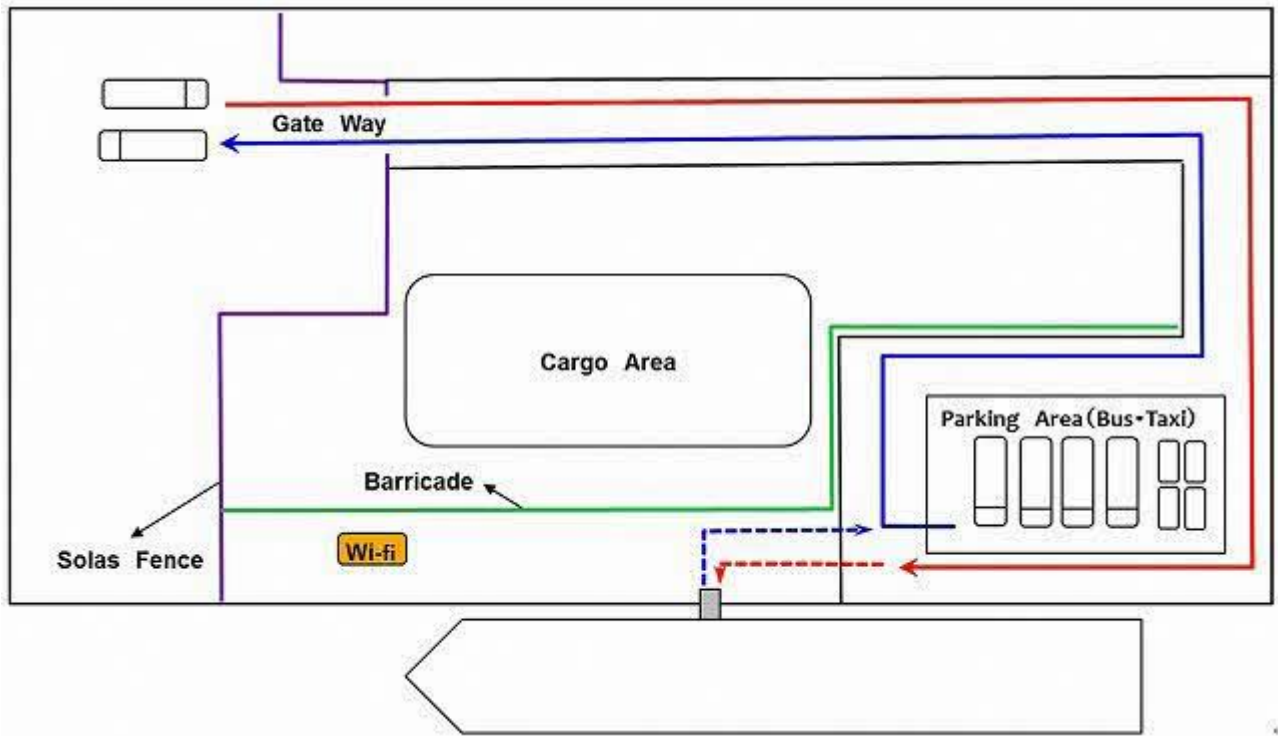 Gate Way
Cargo Area
Parking Area(Bus・Taxi)
Barricade
Wi-fi
Solas Fence